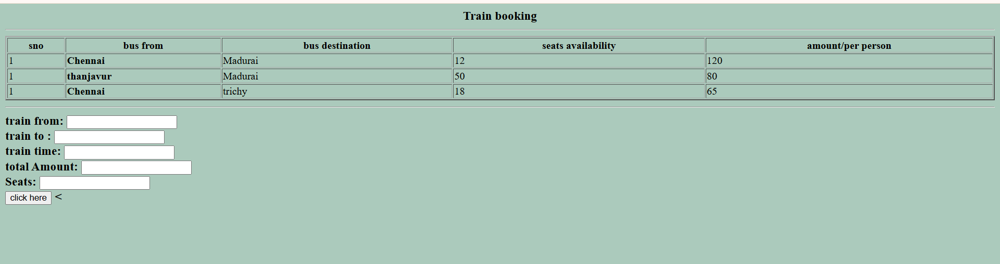 Train booking
sno bus from bus destination seats availability amount/per person
1 Chennai Madurai 12 120
1 thanjavur Madurai 50 80
1 Chennai trichy 18 65
train from:
train to :
train time:
total Amount:
Seats:
click here <